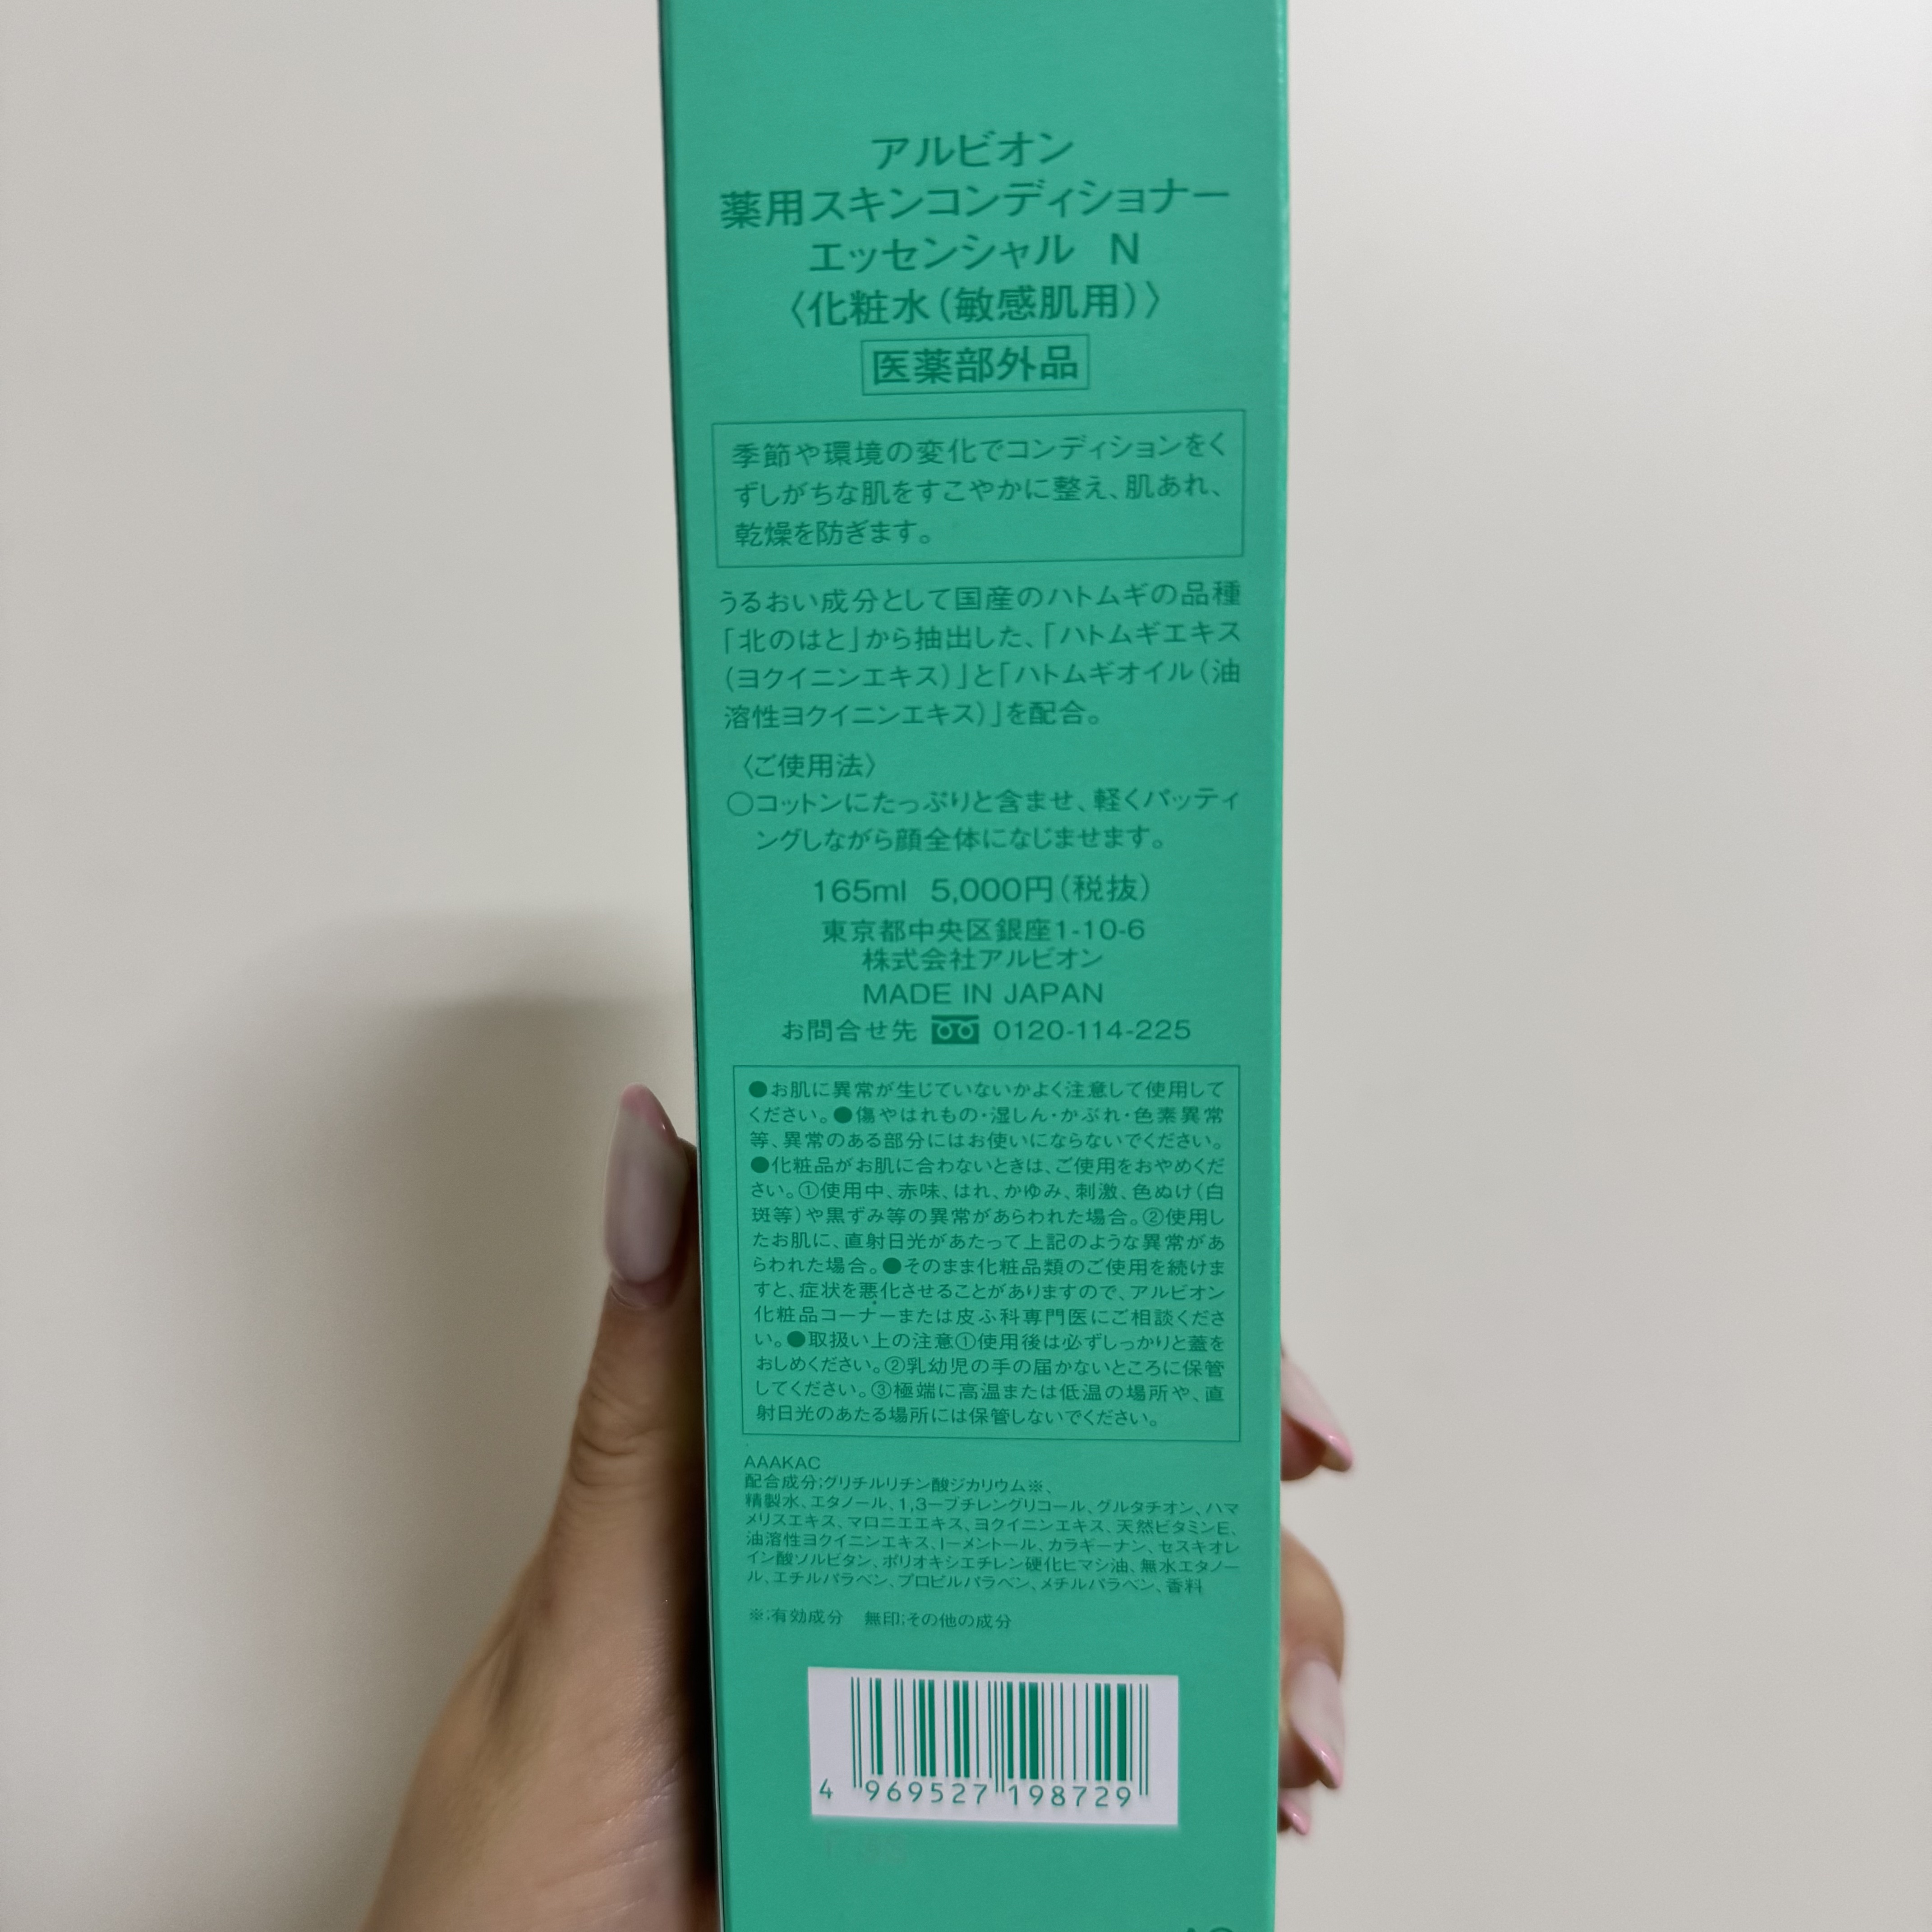 アルビオン
薬用スキンコンディショナー
エッセンシャル N
〈化粧水(敏感肌用)〉
医薬部外品
季節や環境の変化でコンディションをく
ずしがちな肌をすこやかに整え、肌あれ、
乾燥を防ぎます。
うるおい成分として国産のハトムギの品種
「北のはと」から抽出した、「ハトムギエキス
(ヨクイニンエキス)」と「ハトムギオイル(油
溶性ヨクイニンエキス)」を配合。
〈ご使用法〉
○コットンにたっぷりと含ませ、軽くパッティ
ングしながら顔全体になじませます。
165ml 5,000円(税抜)
東京都中央区銀座1-10-6
株式会社アルビオン
MADE IN JAPAN
お問合せ先 0120-114-225
●お肌に異常が生じていないかよく注意して使用して
ください。●傷やはれもの・湿しん・かぶれ・色素異常
等、異常のある部分にはお使いにならないでください。
●化粧品がお肌に合わないときは、ご使用をおやめくだ
さい。①使用中、赤味、はれ、かゆみ、刺激、色ぬけ(白
斑等)や黒ずみ等の異常があらわれた場合。②使用し
たお肌に、直射日光があたって上記のような異常があ
らわれた場合。●そのまま化粧品類のご使用を続けま
すと、症状を悪化させることがありますので、アルビオン
化粧品コーナーまたは皮ふ科専門医にご相談くださ
い。●取扱い上の注意①使用後は必ずしっかりと蓋を
おしめください。②乳幼児の手の届かないところに保管
してください。③極端に高温または低温の場所や、直
射日光のあたる場所には保管しないでください。
AAAKAC
配合成分;グリチルリチン酸ジカリウム※、
精製水、エタノール、1,3ーブチレングリコール、グルタチオン、ハマ
メリスエキス、マロニエエキス、ヨクイニンエキス、天然ビタミンE、
油溶性ヨクイニンエキス、lーメントール、カラギーナン、セスキオレ
イン酸ソルビタン、ポリオキシエチレン硬化ヒマシ油、無水エタノー
ル、エチルパラベン、プロピルパラベン、メチルパラベン、香料
※;有効成分 無印;その他の成分
4 969527 198729